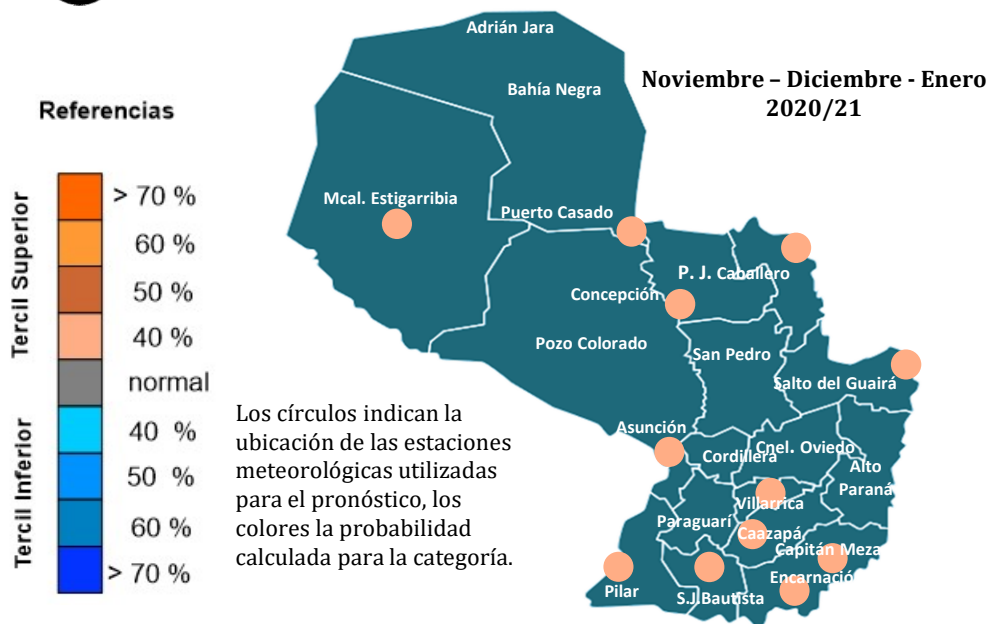 Adrián Jara
Bahía Negra
Noviembre – Diciembre - Enero
2020/21
Referencias
Tercil Superior
> 70 %
60 %
50 %
40 %
normal
Tercil Inferior
40 %
50 %
60 %
> 70 %
Mcal. Estigarribia
Puerto Casado
P. J. Caballero
Concepción
Pozo Colorado
San Pedro
Salto del Guairá
Los círculos indican la
ubicación de las estaciones
meteorológicas utilizadas
para el pronóstico, los
colores la probabilidad
calculada para la categoría.
Asunción
Cordillera
Cnel. Oviedo
Alto
Paraná
Villarrica
Paraguarí
Caazapá
Capitán Meza
Encarnació
Pilar
S.J.Bautista